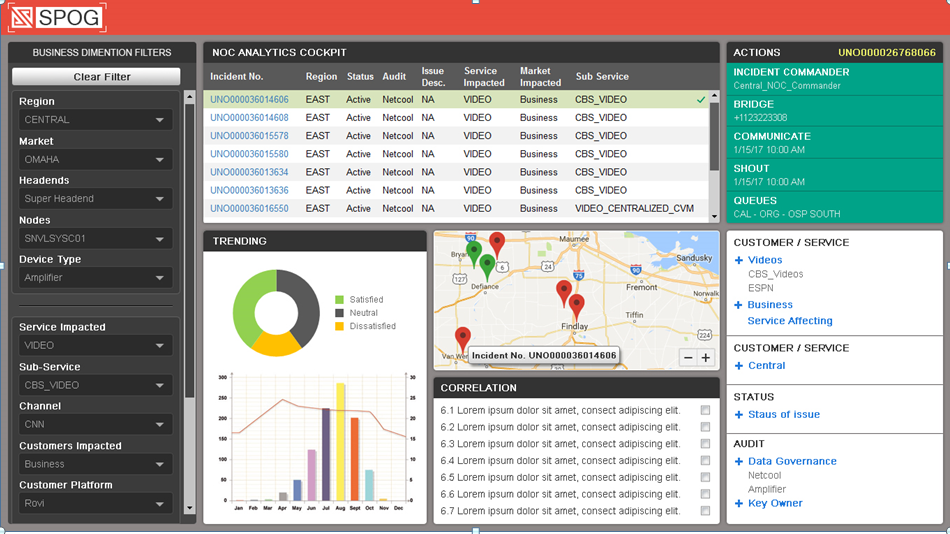 SPOG
BUSINESS DIMENTION FILTERS
Clear Filter
Region
CENTRAL
Market
OMAHA
Headends
Super Headend
Nodes
SNVLSYSC01
Device Type
Amplifier
Service Impacted
VIDEO
Sub-Service
CBS_VIDEO
Channel
CNN
Customers Impacted
Business
Customer Platform
Rovi
NOC ANALYTICS COCKPIT
Incident No. Region Status Audit Issue Desc. Service Impacted Market Impacted Sub Service
UNO000036014606 EAST Active Netcool NA VIDEO Business CBS_VIDEO
UNO000036014608 EAST Active Netcool NA VIDEO Business CBS_VIDEO
UNO000036015578 EAST Active Netcool NA VIDEO Business CBS_VIDEO
UNO000036015580 EAST Active Netcool NA VIDEO Business CBS_VIDEO
UNO000036013634 EAST Active Netcool NA VIDEO Business CBS_VIDEO
UNO000036013636 EAST Active Netcool NA VIDEO Business CBS_VIDEO
UNO000036016550 EAST Active Netcool NA VIDEO Business VIDEO_CENTRALIZED_CVM
TRENDING
Satisfied
Neutral
Dissatisfied
300 30
250 25
200 20
150 15
100 10
50 5
0 0
Jan Feb Mar Apr May Jun Jul Aug Sept Oct Nov Dec
90
Maumee
Bryan
6
24
90
Sandusky
127
75
Defiance
Fremont
Norwalk
Tiffin
Findlay
224
Van Wer
Incident No. UNO000036014606
− +
CORRELATION
6.1 Lorem ipsum dolor sit amet, consect adipiscing elit.
6.2 Lorem ipsum dolor sit amet, consect adipiscing elit.
6.3 Lorem ipsum dolor sit amet, consect adipiscing elit.
6.4 Lorem ipsum dolor sit amet, consect adipiscing elit.
6.5 Lorem ipsum dolor sit amet, consect adipiscing elit.
6.6 Lorem ipsum dolor sit amet, consect adipiscing elit.
6.7 Lorem ipsum dolor sit amet, consect adipiscing elit.
ACTIONS UNO000026768066
INCIDENT COMMANDER
Central_NOC_Commander
BRIDGE
+1123223308
COMMUNICATE
1/15/17 10:00 AM
SHOUT
1/15/17 10:00 AM
QUEUES
CAL - ORG - OSP SOUTH
CUSTOMER / SERVICE
+ Videos
CBS_Videos
ESPN
+ Business
Service Affecting
CUSTOMER / SERVICE
+ Central
STATUS
+ Staus of issue
AUDIT
+ Data Governance
Netcool
Amplifier
+ Key Owner